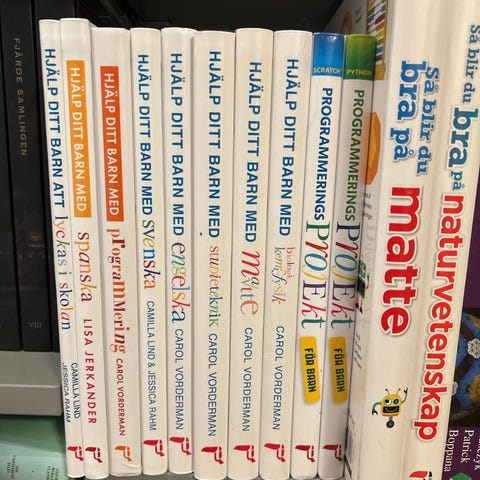 FJÄRDE SAMLINGEN
VIII
HJÄLP DITT BARN ATT
lyckas i skolan
CAMILLA LIND
JESSICA RAHM
HJÄLP DITT BARN MED
spanska
LISA JERKANDER
HJÄLP DITT BARN MED
programmering
CAROL VORDERMAN
HJÄLP DITT BARN MED
svenska
CAMILLA LIND & JESSICA RAHM
HJÄLP DITT BARN MED
engelska
CAROL VORDERMAN
HJÄLP DITT BARN MED
studieteknik
CAROL VORDERMAN
HJÄLP DITT BARN MED
matte
CAROL VORDERMAN
HJÄLP DITT BARN MED
biologi
kemi fysik
CAROL VORDERMAN
SCRATCH
PROGRAMMERINGS
PROJEKT
FÖR BARN
PYTHON
PROGRAMMERINGS
PROJEKT
FÖR BARN
Så blir du
bra på
matte
Så blir du
bra på
naturvetenskap
Patrick
Boppana